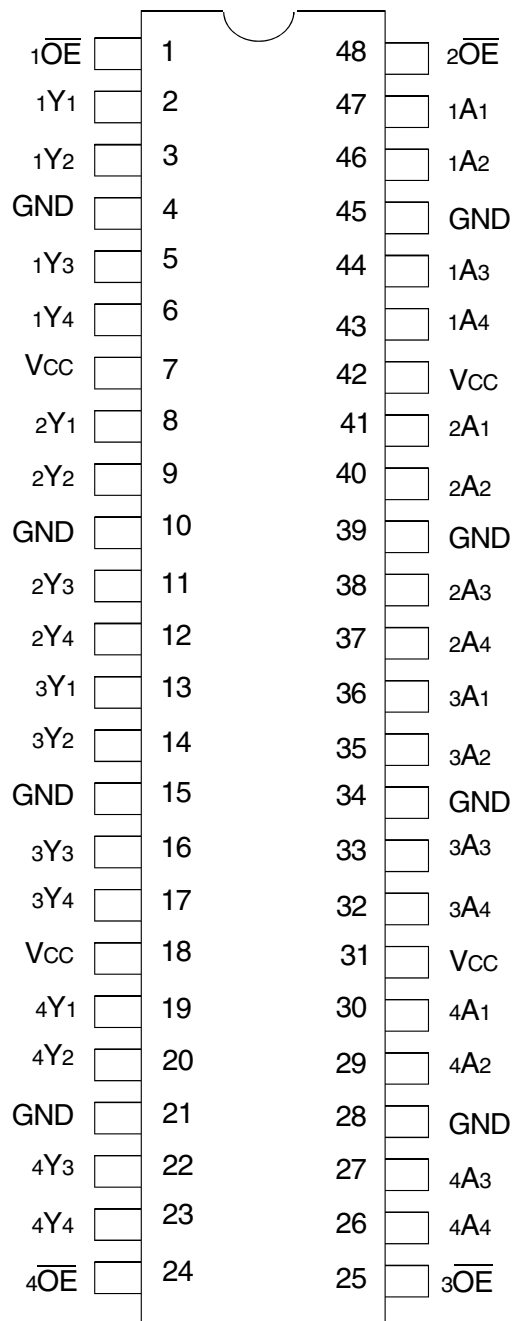 1OE 1 48 2OE
1Y1 2 47 1A1
1Y2 3 46 1A2
GND 4 45 GND
1Y3 5 44 1A3
1Y4 6 43 1A4
VCC 7 42 VCC
2Y1 8 41 2A1
2Y2 9 40 2A2
GND 10 39 GND
2Y3 11 38 2A3
2Y4 12 37 2A4
3Y1 13 36 3A1
3Y2 14 35 3A2
GND 15 34 GND
3Y3 16 33 3A3
3Y4 17 32 3A4
VCC 18 31 VCC
4Y1 19 30 4A1
4Y2 20 29 4A2
GND 21 28 GND
4Y3 22 27 4A3
4Y4 23 26 4A4
4OE 24 25 3OE